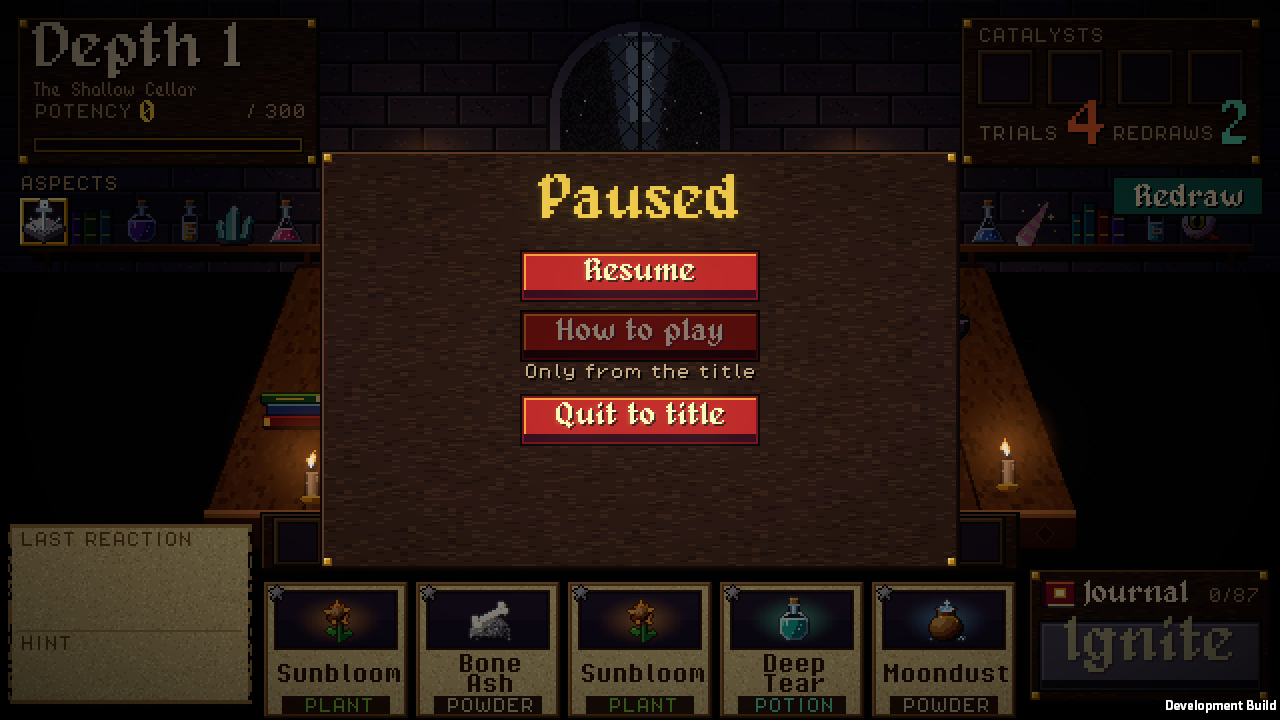 Depth 1
The Shallow Cellar
POTENCY 0 / 300
ASPECTS
CATALYSTS
TRIALS 4 REDRAWS 2
Redraw
Paused
Resume
How to play
Only from the title
Quit to title
LAST REACTION
HINT
Sunbloom
PLANT
Bone
Ash
POWDER
Sunbloom
PLANT
Deep
Tear
POTION
Moondust
POWDER
Journal 0/87
Ignite
Development Build